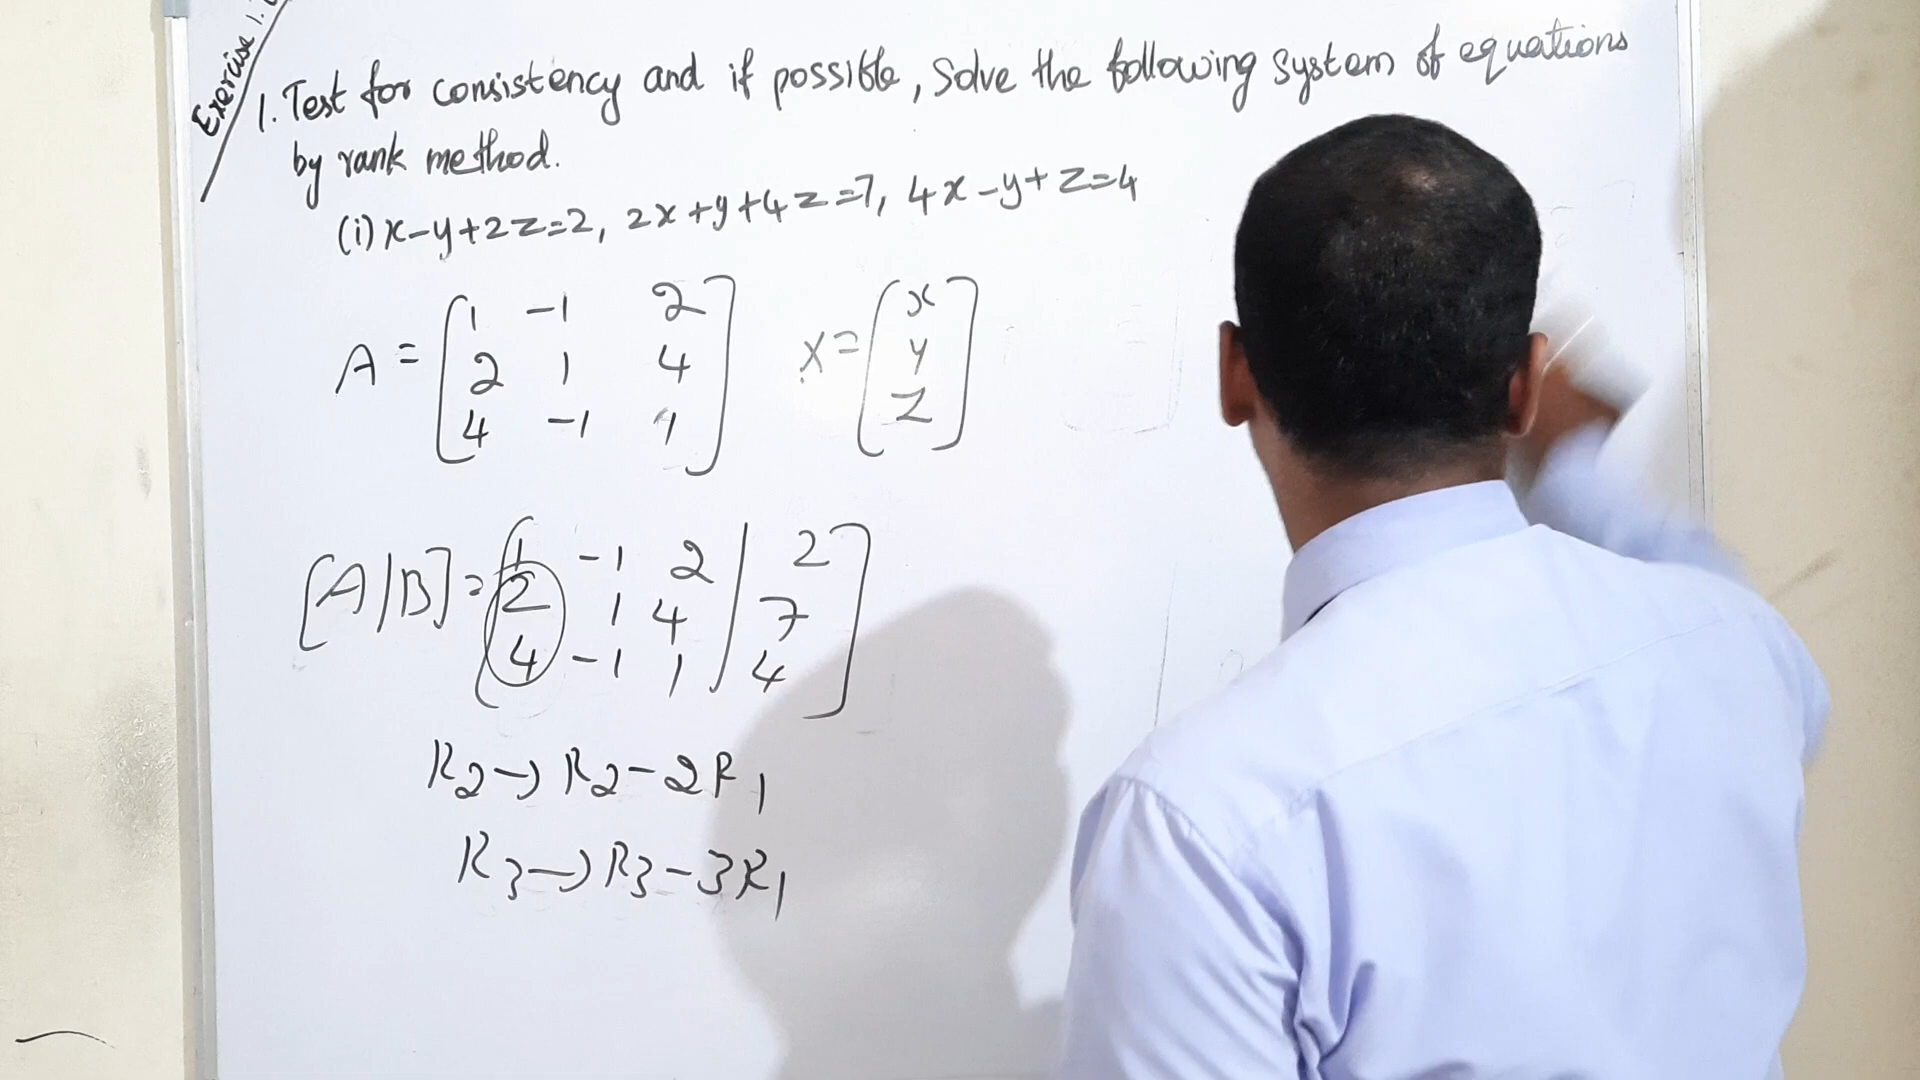 Exercise 1.
1. Test for consistency and if possible, Solve the following system of equations
by rank method.
(i) x-y+2z=2, 2x+y+4z=7, 4x-y+z=4
A = [1 -1 2
2 1 4
4 -1 1]
X = [x
y
z]
[A|B] = [1 -1 2 | 2
2 1 4 | 7
4 -1 1 | 4]
R2→R2-2R1
R3→R3-3R1